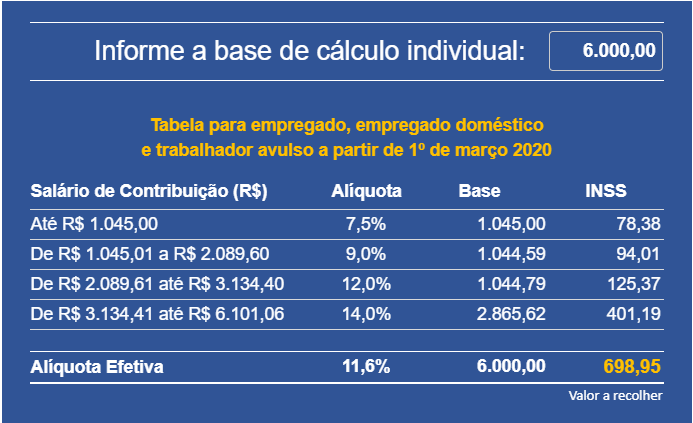 Informe a base de cálculo individual: 6.000,00
Tabela para empregado, empregado doméstico
e trabalhador avulso a partir de 1º de março 2020
Salário de Contribuição (R$) Alíquota Base INSS
Até R$ 1.045,00 7,5% 1.045,00 78,38
De R$ 1.045,01 a R$ 2.089,60 9,0% 1.044,59 94,01
De R$ 2.089,61 até R$ 3.134,40 12,0% 1.044,79 125,37
De R$ 3.134,41 até R$ 6.101,06 14,0% 2.865,62 401,19
Alíquota Efetiva 11,6% 6.000,00 698,95
Valor a recolher